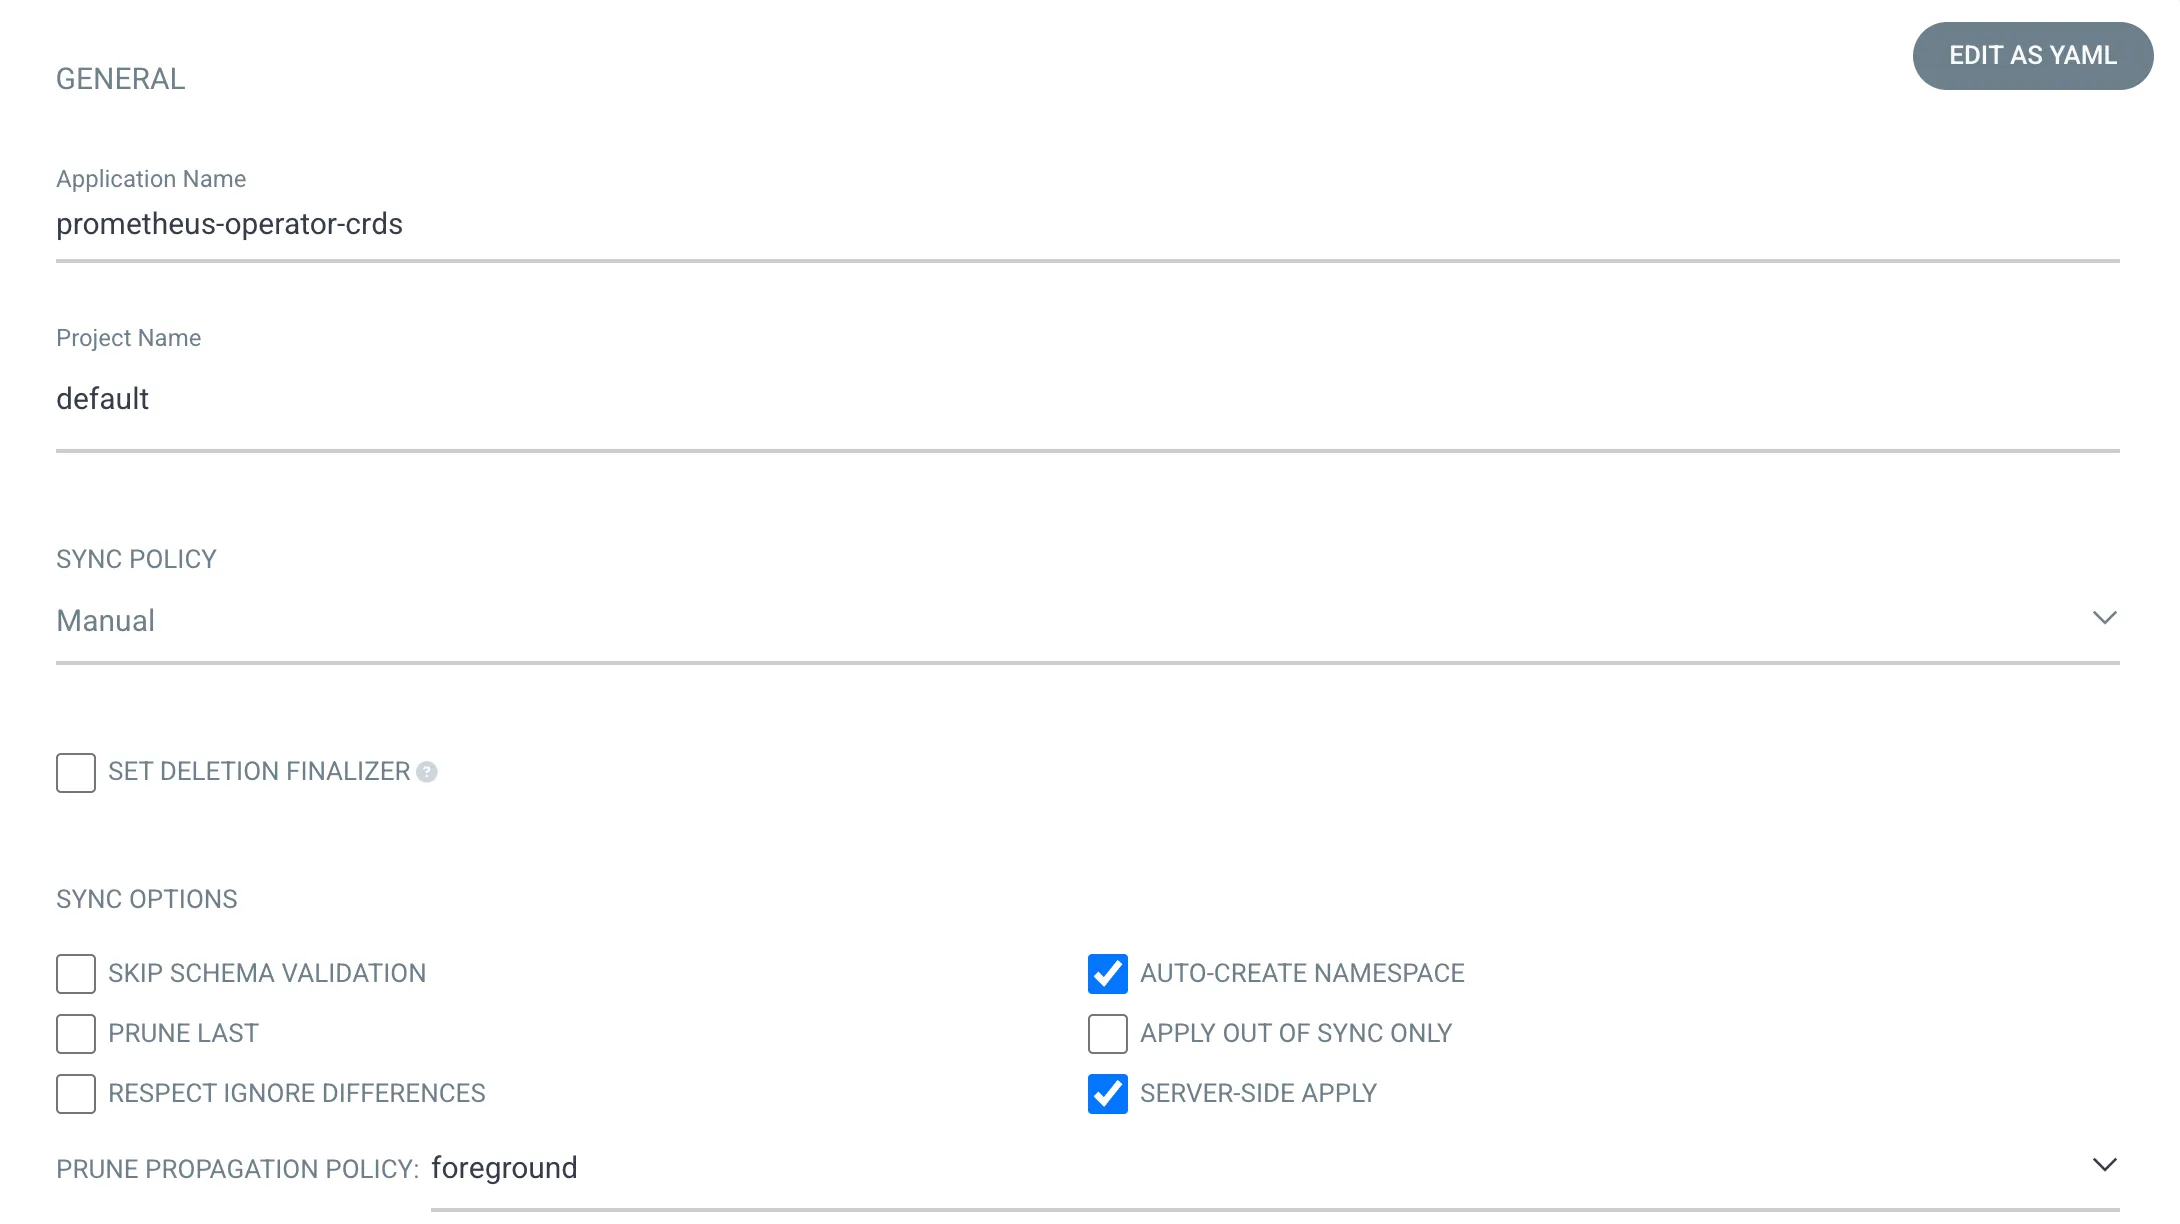 EDIT AS YAML
GENERAL
Application Name
prometheus-operator-crds
Project Name
default
SYNC POLICY
Manual
SET DELETION FINALIZER ?
SYNC OPTIONS
SKIP SCHEMA VALIDATION
AUTO-CREATE NAMESPACE
PRUNE LAST
APPLY OUT OF SYNC ONLY
RESPECT IGNORE DIFFERENCES
SERVER-SIDE APPLY
PRUNE PROPAGATION POLICY: foreground